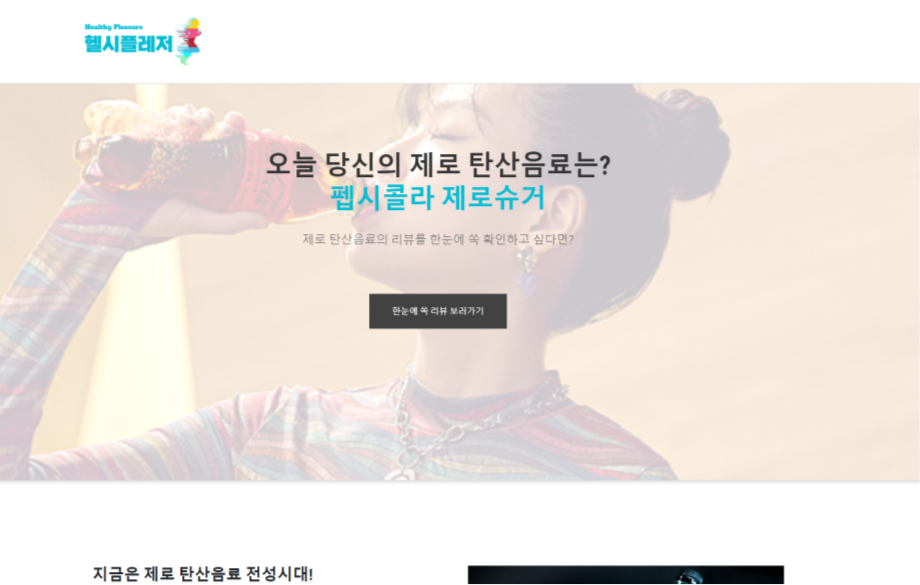 Healthy Pleasure
헬시플레저
오늘 당신의 제로 탄산음료는?
펩시콜라 제로슈거
제로 탄산음료의 리뷰를 한눈에 쏙 확인하고 싶다면?
한눈에 쏙 리뷰 보러가기
지금은 제로 탄산음료 전성시대!